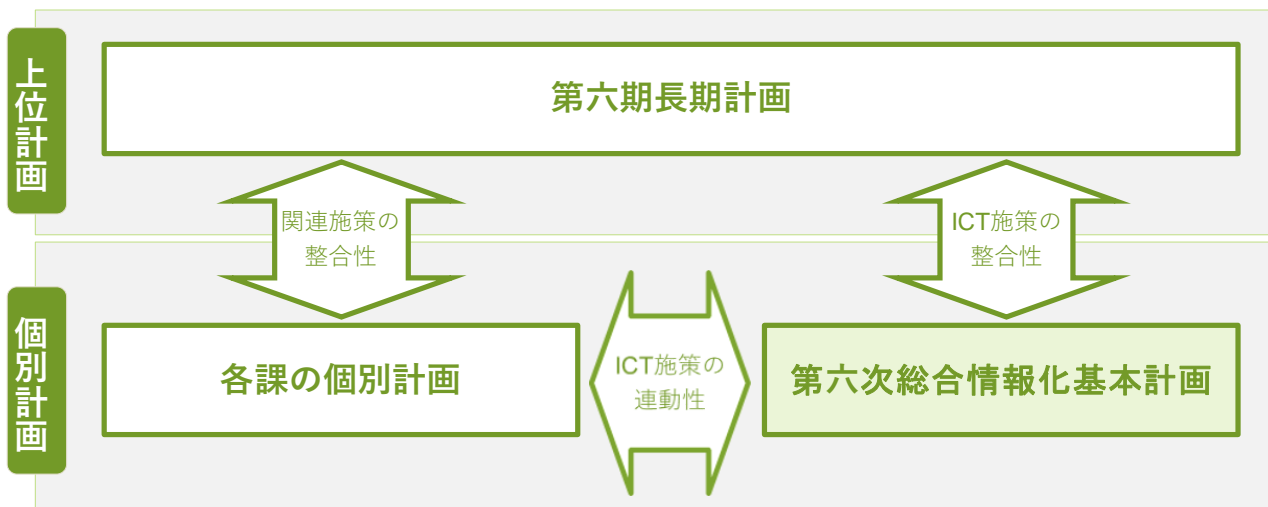 上位計画
第六期長期計画
関連施策の
整合性
ICT施策の
整合性
個別計画
各課の個別計画
ICT施策の
連動性
第六次総合情報化基本計画